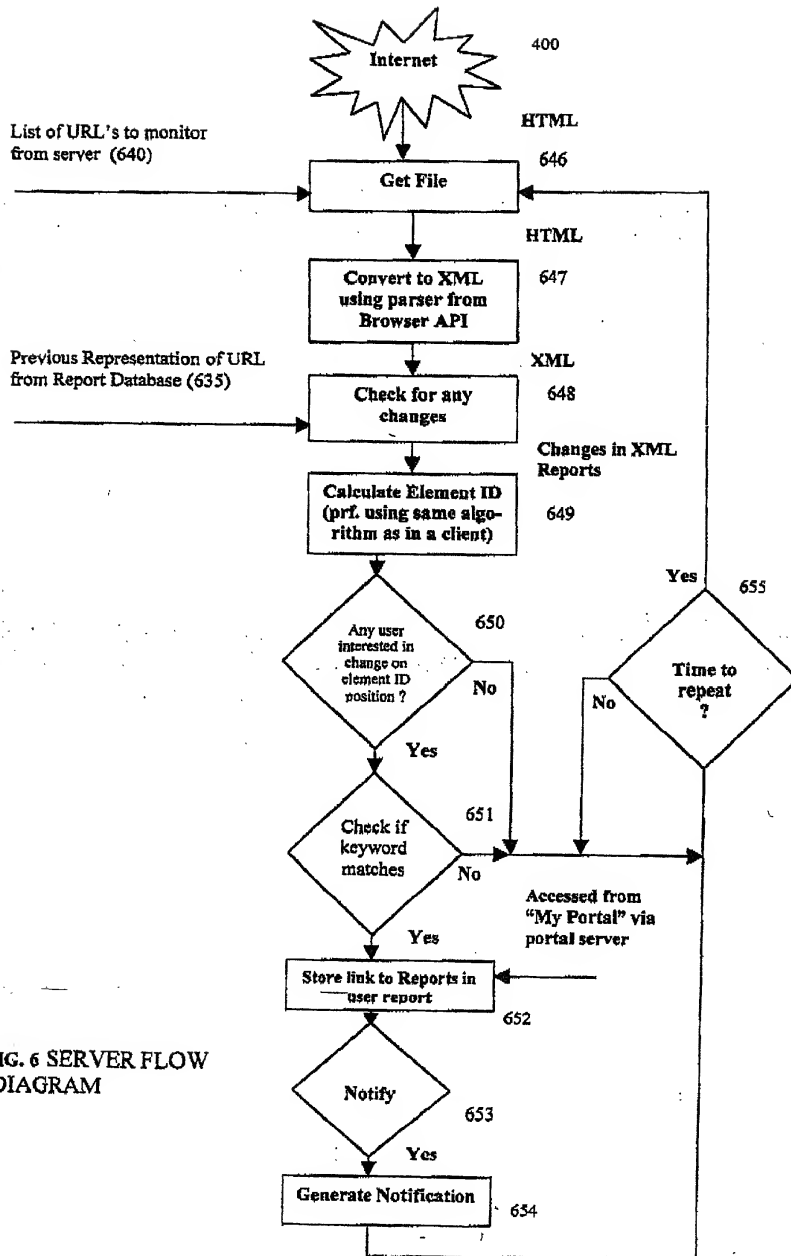 Internet
400
HTML
List of URL's to monitor
from server (640)
646
Get File
HTML
Convert to XML
using parser from
Browser API
647
XML
Previous Representation of URL
from Report Database (635)
648
Check for any
changes
Changes in XML
Reports
Calculate Element ID
(prf. using same algo-
rithm as in a client)
649
650
Any user
interested in
change on
element ID
position ?
No
Yes
Yes
655
Time to
repeat
?
No
651
Check if
keyword
matches
No
Yes
Accessed from
"My Portal" via
portal server
Store link to Reports in
user report
652
IG. 6 SERVER FLOW
DIAGRAM
Notify
653
Yes
Generate Notification
654